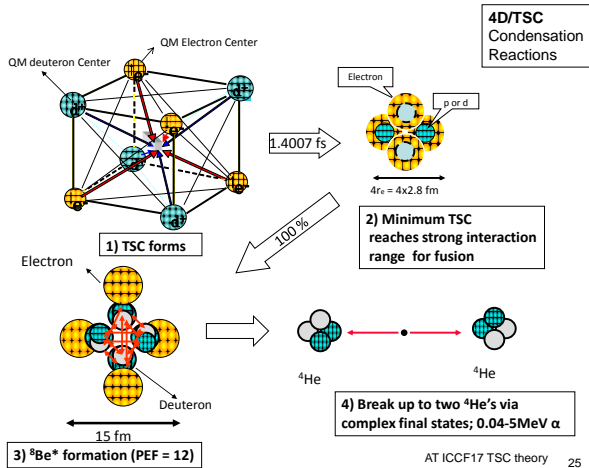 4D/TSC
Condensation
Reactions
QM Electron Center
QM deuteron Center
e-
d+
d+
e-
d+
e-
e-
d+
1.4007 fs
Electron
p or d
4rₑ = 4x2.8 fm
1) TSC forms
2) Minimum TSC
reaches strong interaction
range for fusion
100 %
Electron
Deuteron
15 fm
3) ⁸Be* formation (PEF = 12)
⁴He
⁴He
4) Break up to two ⁴He's via
complex final states; 0.04-5MeV α
AT ICCF17 TSC theory
25